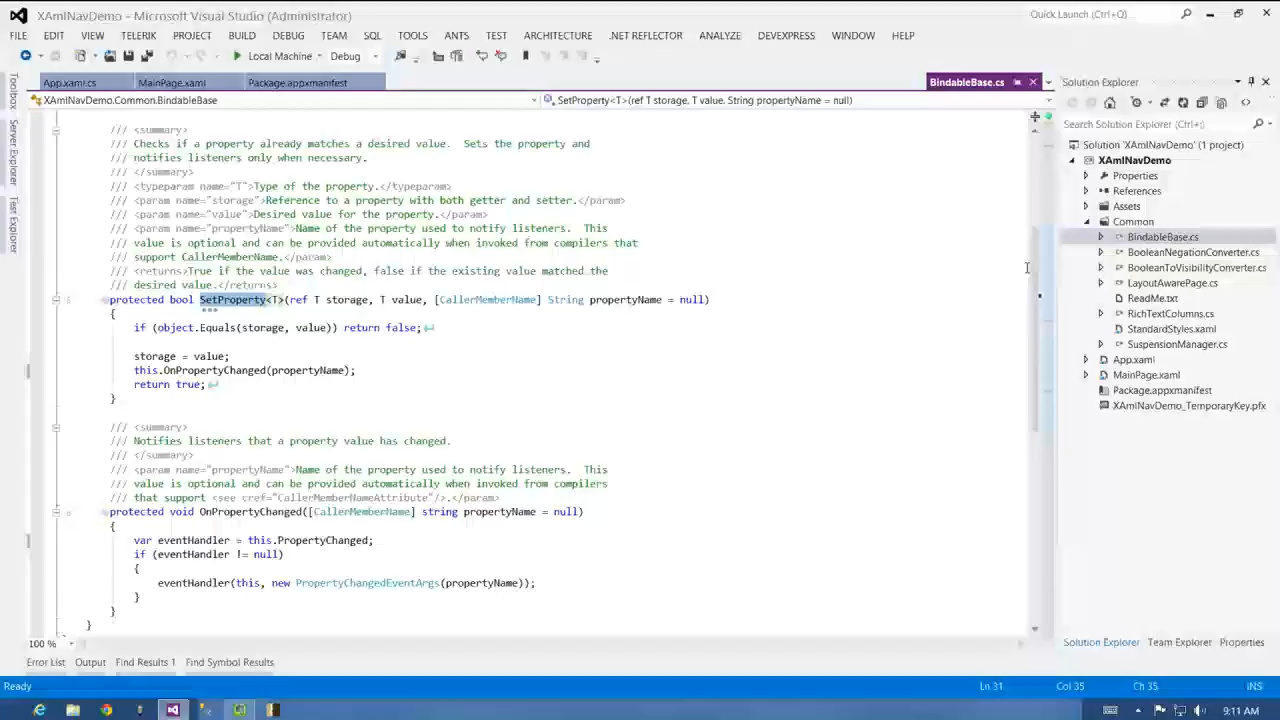 XAmlNavDemo - Microsoft Visual Studio (Administrator)
Quick Launch (Ctrl+Q)
FILE EDIT VIEW TELERIK PROJECT BUILD DEBUG TEAM SQL TOOLS ANTS TEST ARCHITECTURE .NET REFLECTOR ANALYZE DEVEXPRESS WINDOW HELP
Local Machine Debug
App.xaml.cs MainPage.xaml Package.appxmanifest BindableBase.cs
XAmlNavDemo.Common.BindableBase SetProperty<T>(ref T storage, T value, String propertyName = null)
Toolbox
Server Explorer
Test Explorer
/// <summary>
/// Checks if a property already matches a desired value.  Sets the property and
/// notifies listeners only when necessary.
/// </summary>
/// <typeparam name="T">Type of the property.</typeparam>
/// <param name="storage">Reference to a property with both getter and setter.</param>
/// <param name="value">Desired value for the property.</param>
/// <param name="propertyName">Name of the property used to notify listeners.  This
/// value is optional and can be provided automatically when invoked from compilers that
/// support CallerMemberName.</param>
/// <returns>True if the value was changed, false if the existing value matched the
/// desired value.</returns>
protected bool SetProperty<T>(ref T storage, T value, [CallerMemberName] String propertyName = null)
{
if (object.Equals(storage, value)) return false;
storage = value;
this.OnPropertyChanged(propertyName);
return true;
}
/// <summary>
/// Notifies listeners that a property value has changed.
/// </summary>
/// <param name="propertyName">Name of the property used to notify listeners.  This
/// value is optional and can be provided automatically when invoked from compilers
/// that support <see cref="CallerMemberNameAttribute"/>.</param>
protected void OnPropertyChanged([CallerMemberName] string propertyName = null)
{
var eventHandler = this.PropertyChanged;
if (eventHandler != null)
{
eventHandler(this, new PropertyChangedEventArgs(propertyName));
}
}
}
100 %
Solution Explorer
Search Solution Explorer (Ctrl+;)
Solution 'XAmlNavDemo' (1 project)
XAmlNavDemo
Properties
References
Assets
Common
BindableBase.cs
BooleanNegationConverter.cs
BooleanToVisibilityConverter.cs
LayoutAwarePage.cs
ReadMe.txt
RichTextColumns.cs
StandardStyles.xaml
SuspensionManager.cs
App.xaml
MainPage.xaml
Package.appxmanifest
XAmlNavDemo_TemporaryKey.pfx
Solution Explorer Team Explorer Properties
Error List Output Find Results 1 Find Symbol Results
Ready Ln 31 Col 35 Ch 35 INS
9:11 AM